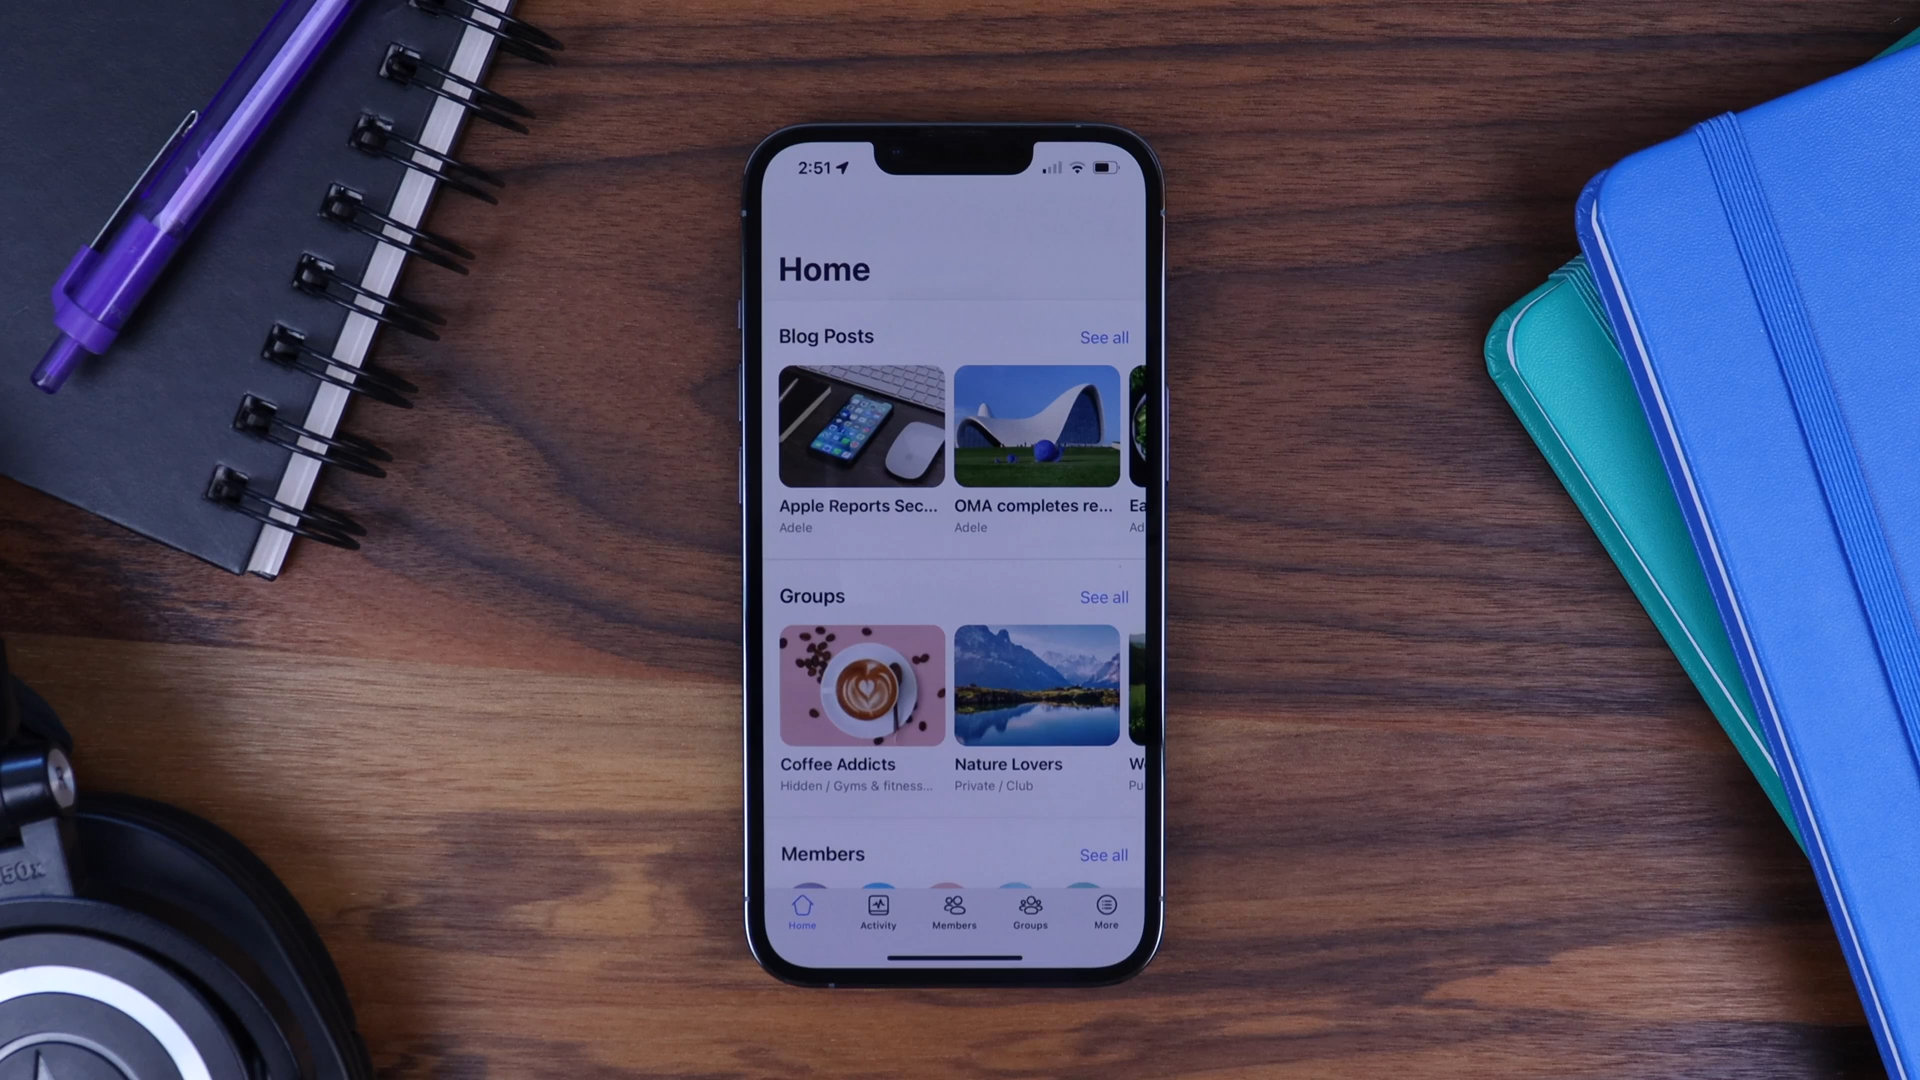 2:51
Home
Blog Posts See all
Apple Reports Sec... OMA completes re... Ea
Adele Adele Ad
Groups See all
Coffee Addicts Nature Lovers We
Hidden / Gyms & fitness... Private / Club Pu
Members See all
Home Activity Members Groups More
50x